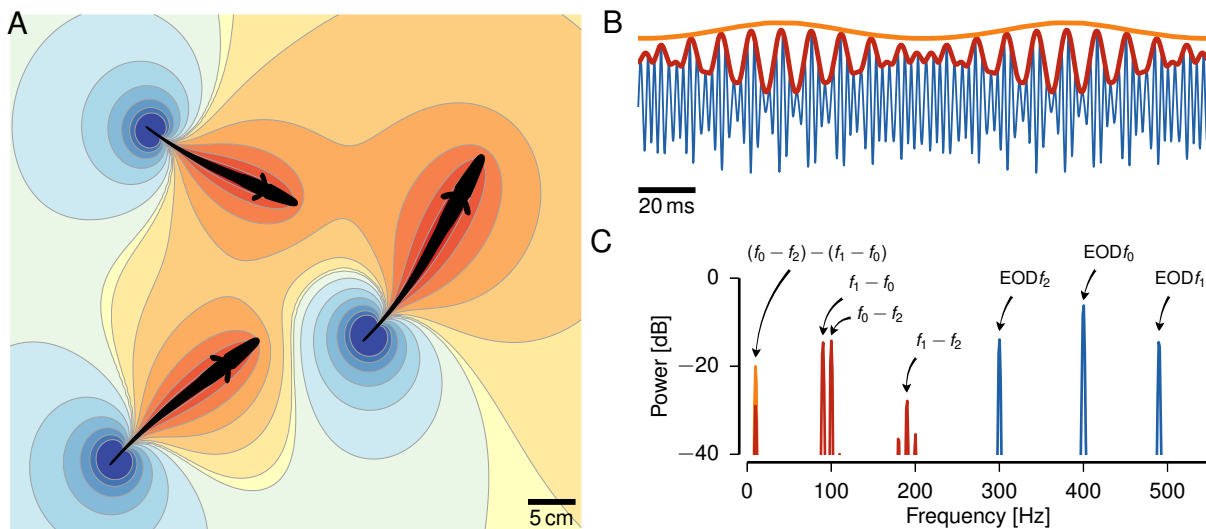 A
5 cm
B
20 ms
C
(f₀ − f₂) − (f₁ − f₀)
f₁ − f₀
f₀ − f₂
f₁ − f₂
EODf₂
EODf₀
EODf₁
Power [dB]
0
−20
−40
0 100 200 300 400 500
Frequency [Hz]